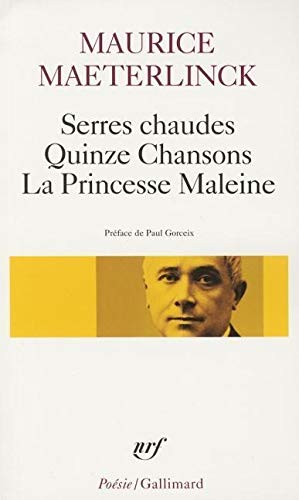 MAURICE
MAETERLINCK
Serres chaudes
Quinze Chansons
La Princesse Maleine
Préface de Paul Gorceix
nrf
Poésie/Gallimard